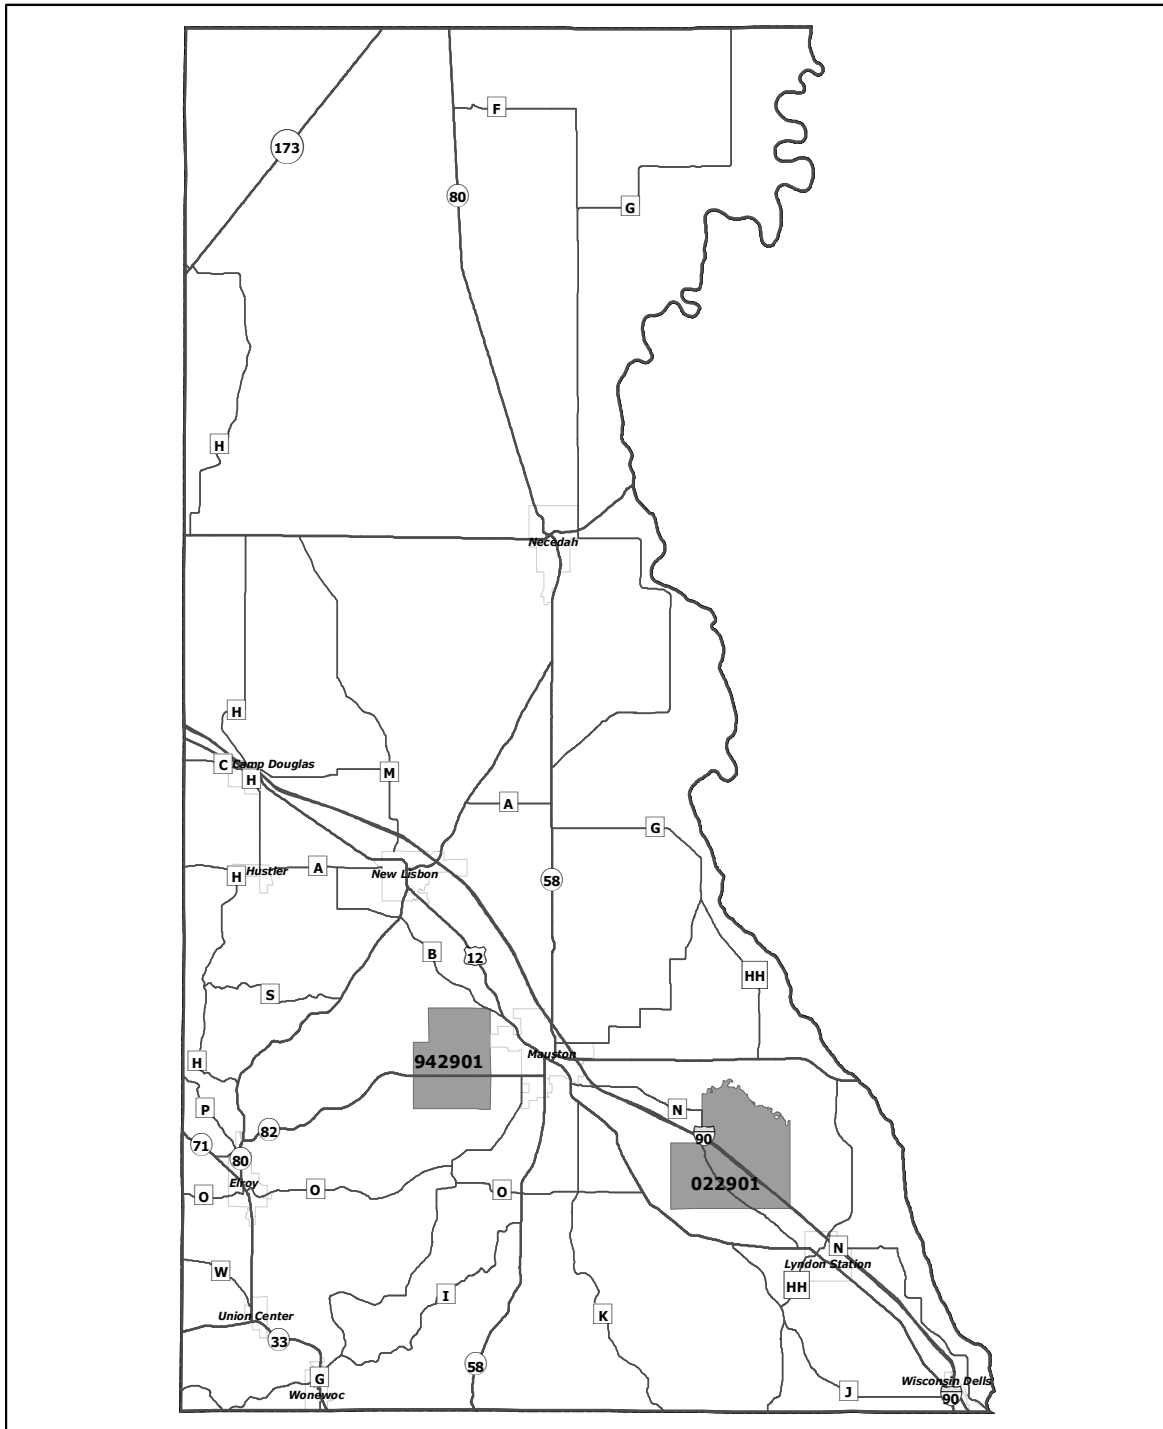 F
173
80
G
H
Necedah
H
C
Camp Douglas
H
M
A
G
H
Hustler
A
New Lisbon
58
B
12
HH
S
942901
Mauston
H
P
N
82
71
80
90
Elroy
022901
O
O
O
W
N
Lyndon Station
HH
I
Union Center
K
33
58
G
Wonewoc
J
Wisconsin Dells
90